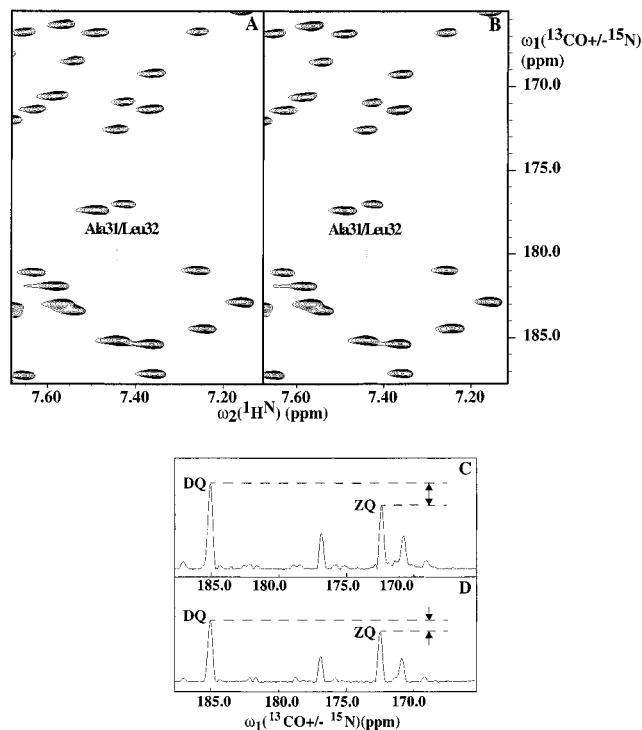 A
B
ω1(13CO+/-15N)
(ppm)
170.0
175.0
Ala31/Leu32
Ala31/Leu32
180.0
185.0
7.60
7.40
7.20
7.60
7.40
7.20
ω2(1HN) (ppm)
C
DQ
ZQ
185.0
180.0
175.0
170.0
D
DQ
ZQ
185.0
180.0
175.0
170.0
ω1(13CO+/- 15N)(ppm)